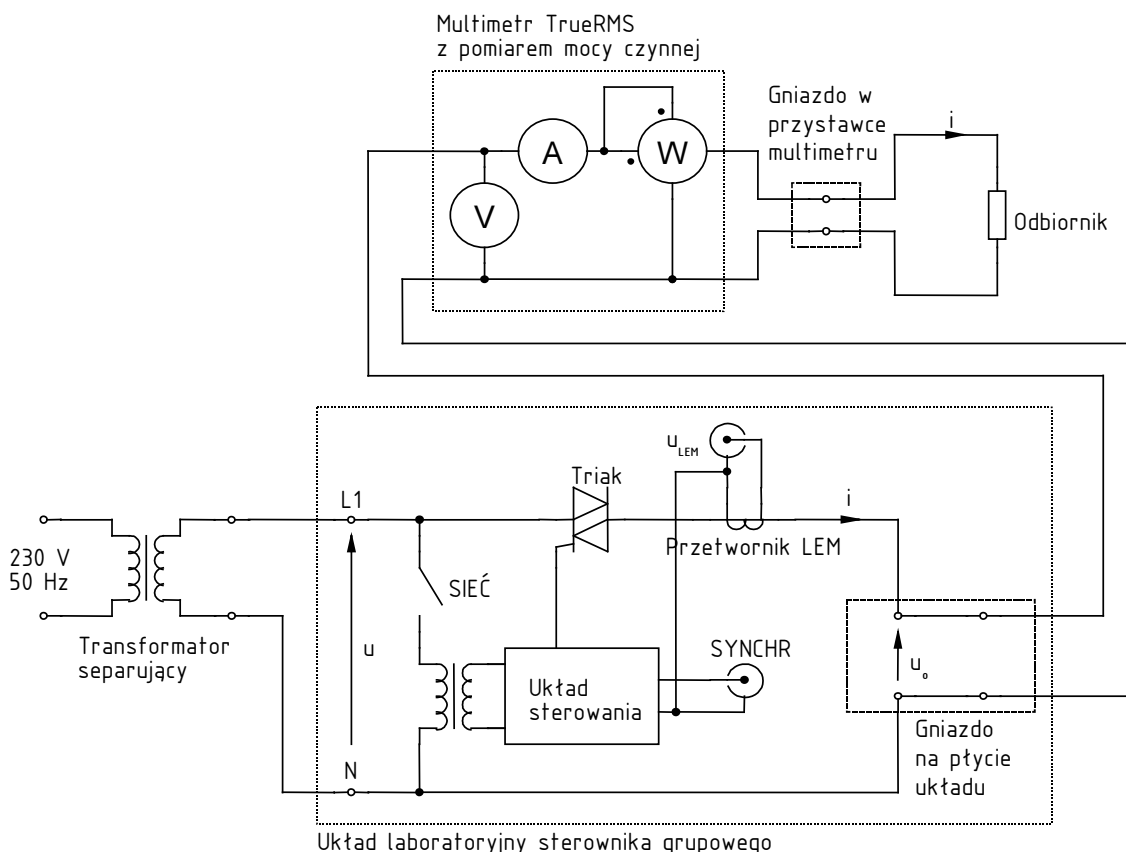 Multimetr TrueRMS
z pomiarem mocy czynnej
A
W
V
Gniazdo w
przystawce
multimetru
i
Odbiornik
u LEM
Triak
L1
i
Przetwornik LEM
230 V
50 Hz
SIEĆ
Transformator
separujący
u
SYNCHR
Układ
sterowania
u o
Gniazdo
na płycie
układu
N
Układ laboratoryjny sterownika grupowego